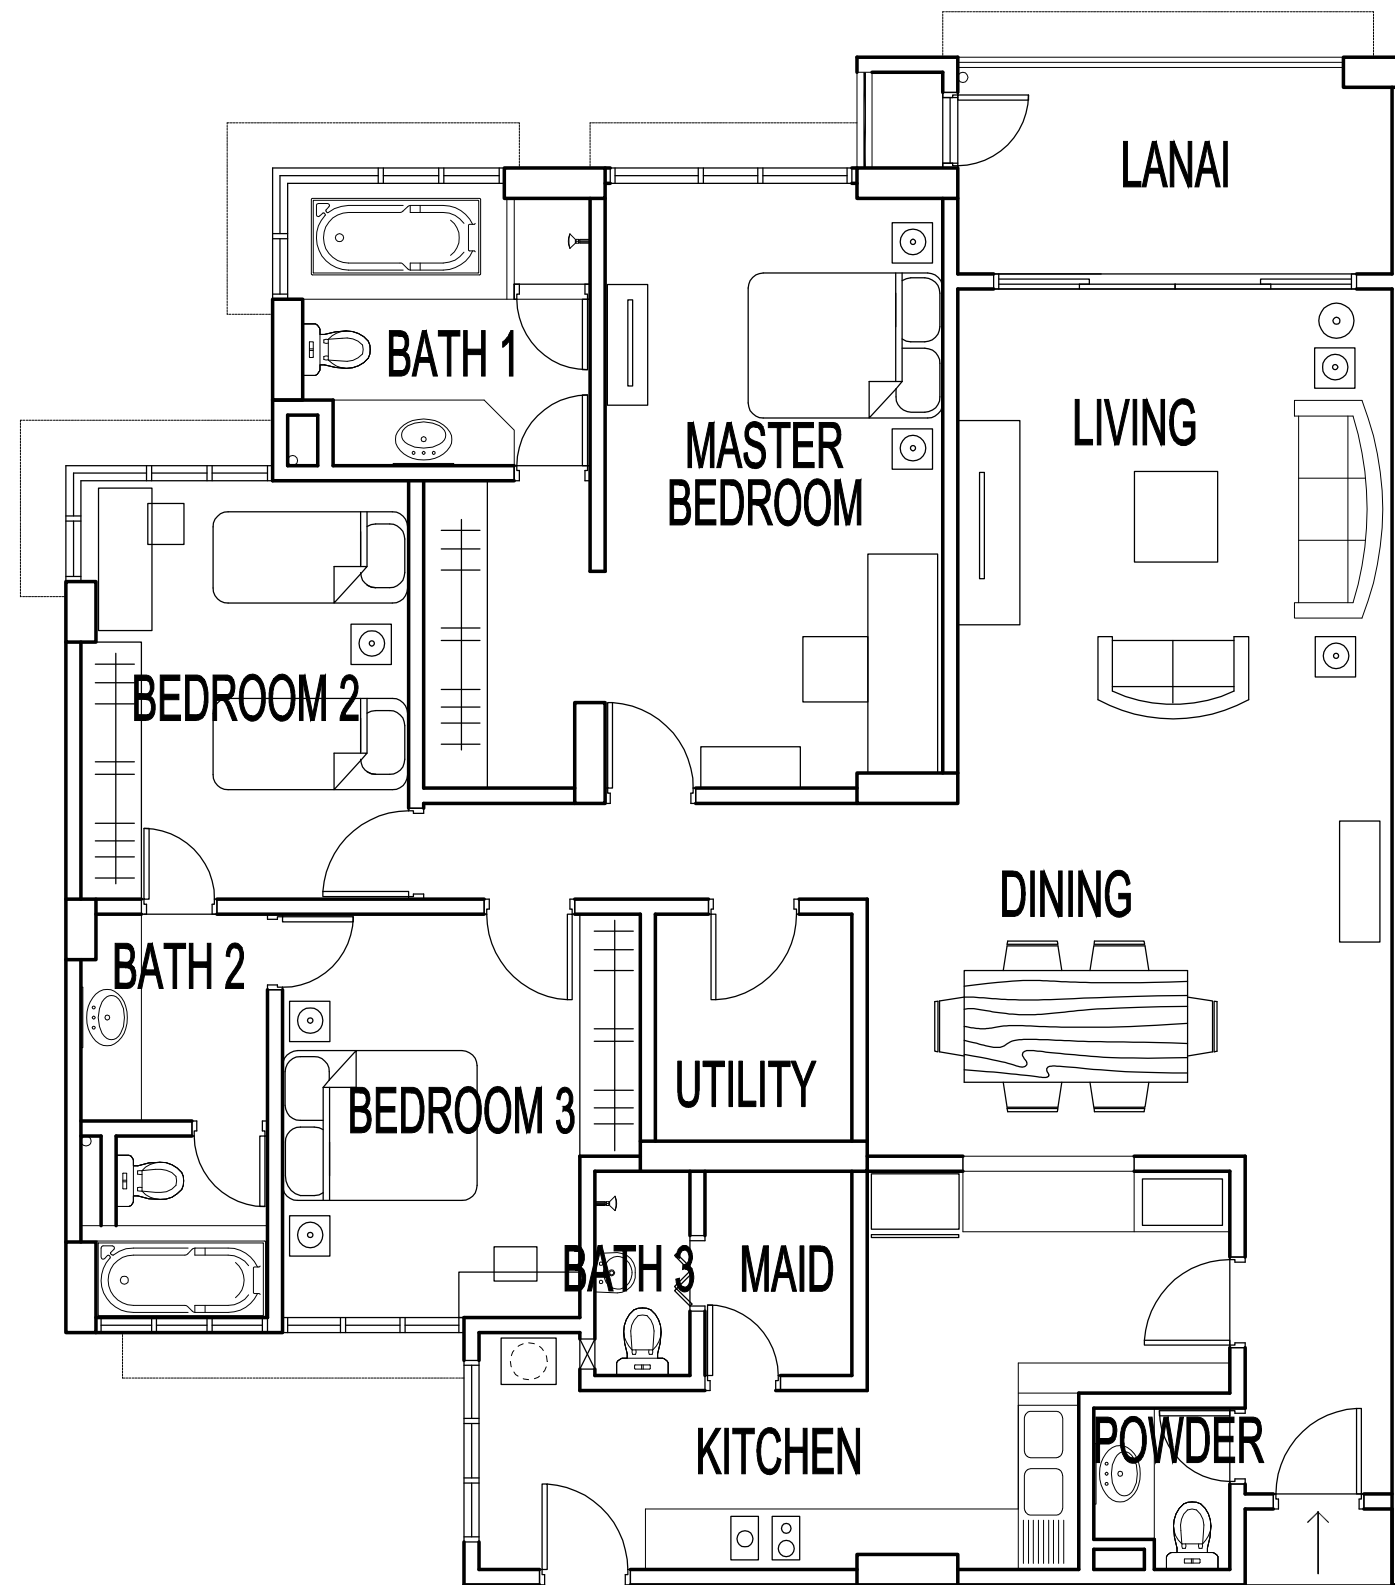 LANAI
BATH 1
MASTER
BEDROOM
LIVING
BEDROOM 2
DINING
BATH 2
BEDROOM 3
UTILITY
BATH 3
MAID
KITCHEN
POWDER